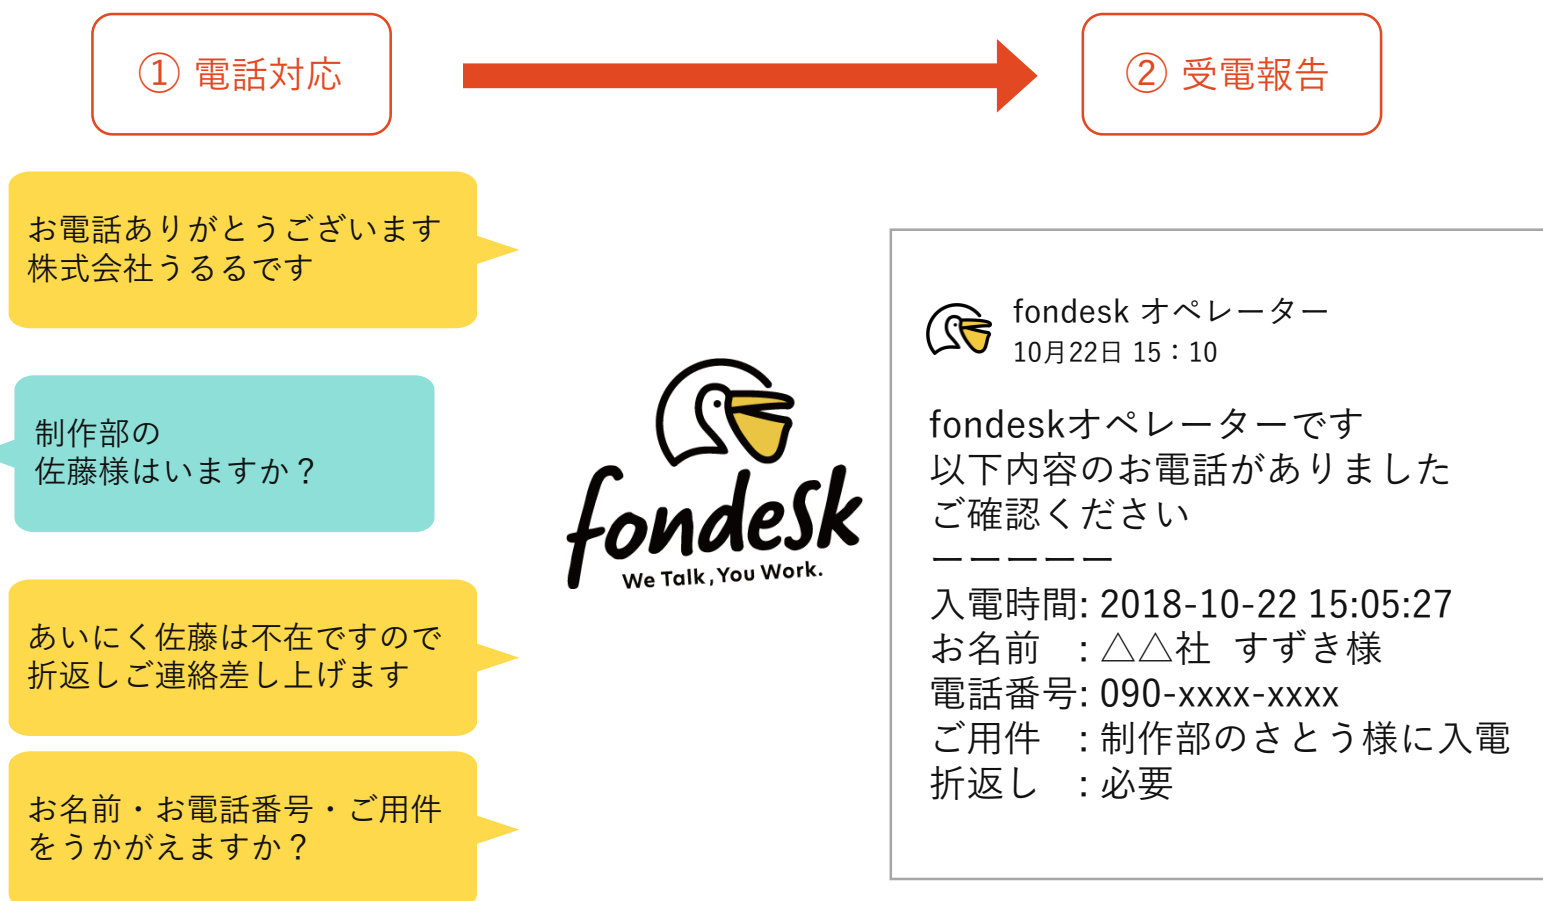 ① 電話対応
② 受電報告
お電話ありがとうございます
株式会社うるるです
制作部の
佐藤様はいますか？
あいにく佐藤は不在ですので
折返しご連絡差し上げます
お名前・お電話番号・ご用件
をうかがえますか？
fondesk
We Talk, You Work.
fondesk オペレーター
10月22日 15：10
fondeskオペレーターです
以下内容のお電話がありました
ご確認ください
ーーーーー
入電時間: 2018-10-22 15:05:27
お名前　: △△社 すずき様
電話番号: 090-xxxx-xxxx
ご用件　: 制作部のさとう様に入電
折返し　: 必要